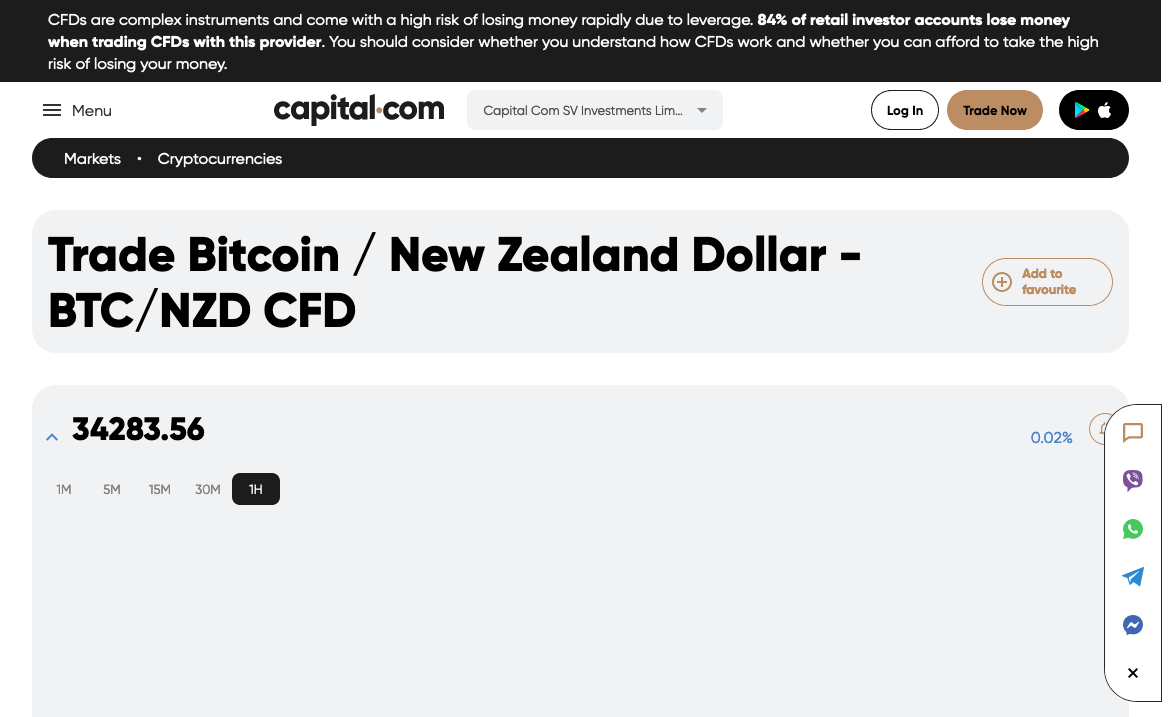 CFDs are complex instruments and come with a high risk of losing money rapidly due to leverage. 84% of retail investor accounts lose money
when trading CFDs with this provider. You should consider whether you understand how CFDs work and whether you can afford to take the high
risk of losing your money.
Menu
capital.com
Capital Com SV Investments Lim...
Log In
Trade Now
Markets • Cryptocurrencies
Trade Bitcoin / New Zealand Dollar -
BTC/NZD CFD
Add to
favourite
34283.56
0.02%
1M 5M 15M 30M 1H